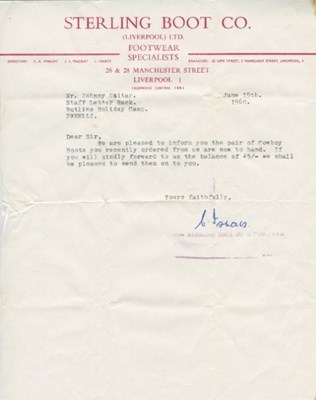 STERLING BOOT CO.
(LIVERPOOL) LTD.
FOOTWEAR
SPECIALISTS
26 & 28 MANCHESTER STREET
LIVERPOOL 1
TELEPHONE CENTRAL
Mr. Johnny Guitar. June 15th.
Staff Letter Rack. 1960.
Butlins Holiday Camp.
PWHELLI.
Dear Sir,
We are pleased to inform you the pair of Cowboy
Boots you recently ordered from us are now to hand. If
you will kindly forward to us the balance of 45/- we shall
be pleased to send them on to you.
Yours faithfully,